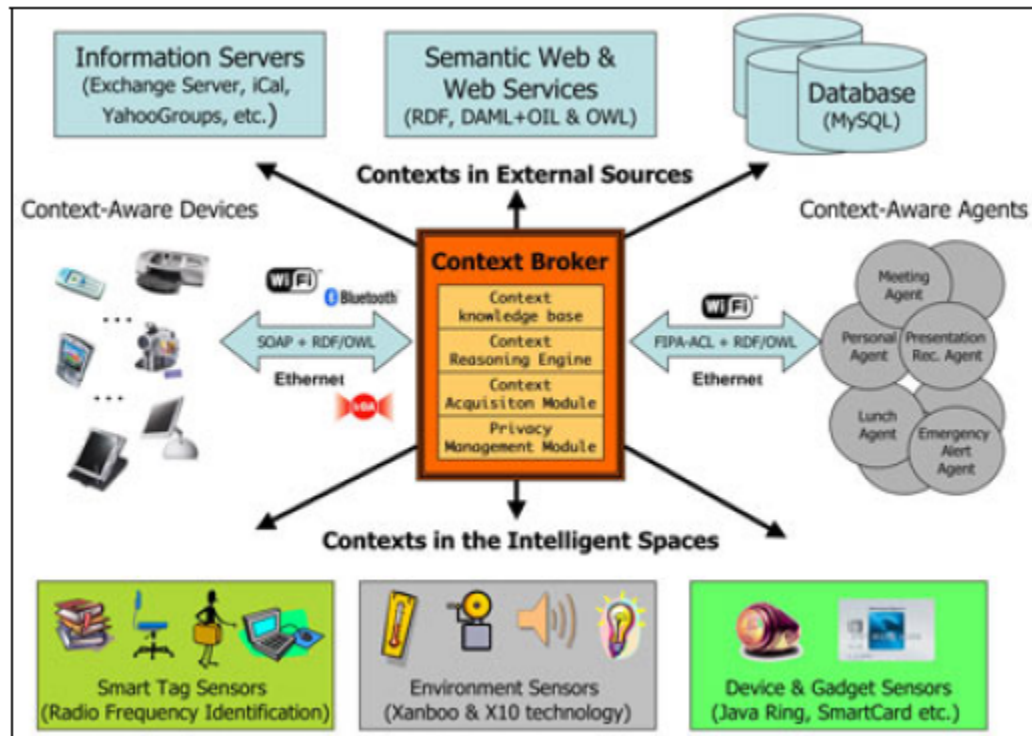 Information Servers
(Exchange Server, iCal,
YahooGroups, etc.)
Semantic Web &
Web Services
(RDF, DAML+OIL & OWL)
Database
(MySQL)
Contexts in External Sources
Context-Aware Devices
Context-Aware Agents
WiFi
Bluetooth
SOAP + RDF/OWL
Ethernet
Context Broker
Context
knowledge base
Context
Reasoning Engine
Context
Acquisiton Module
Privacy
Management Module
WiFi
FIPA-ACL + RDF/OWL
Ethernet
Meeting
Agent
Personal
Agent
Presentation
Rec. Agent
Lunch
Agent
Emergency
Alert
Agent
Contexts in the Intelligent Spaces
Smart Tag Sensors
(Radio Frequency Identification)
Environment Sensors
(Xanboo & X10 technology)
Device & Gadget Sensors
(Java Ring, SmartCard etc.)